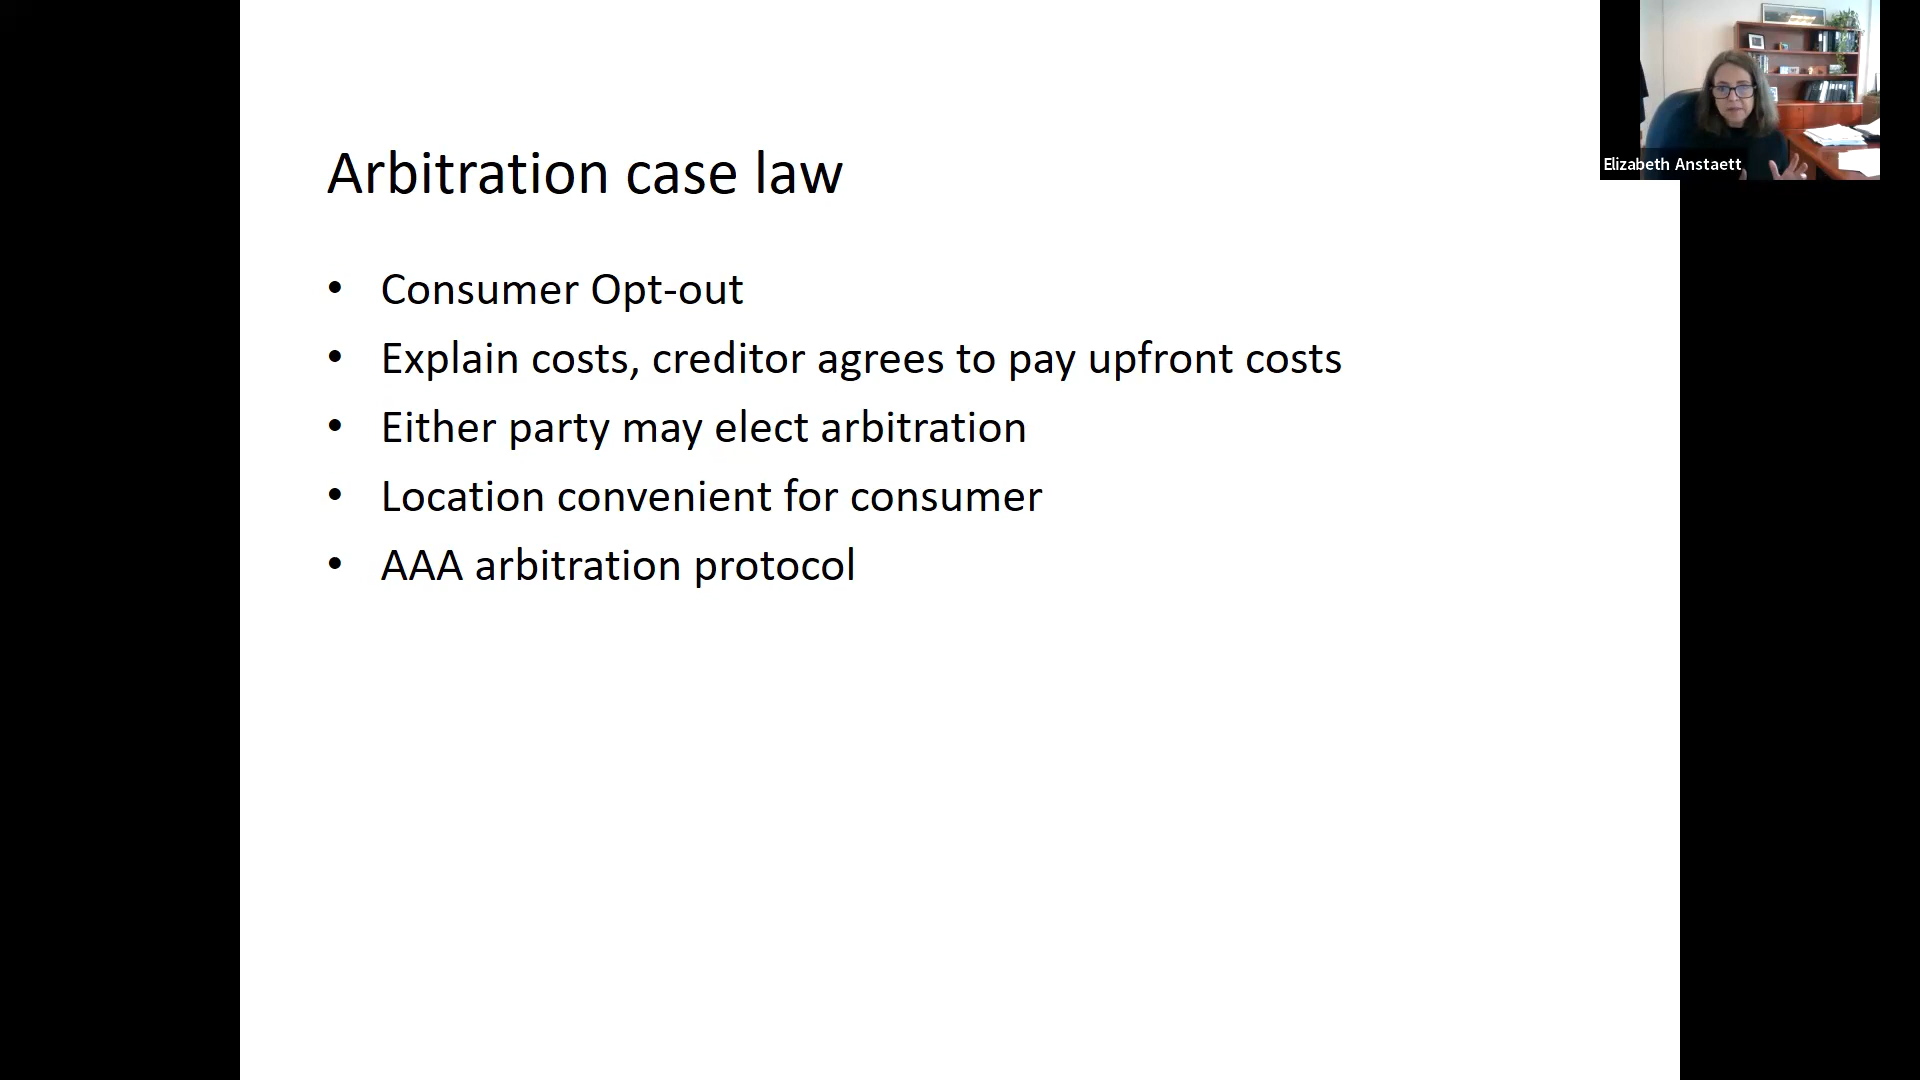 Arbitration case law
• Consumer Opt-out
• Explain costs, creditor agrees to pay upfront costs
• Either party may elect arbitration
• Location convenient for consumer
• AAA arbitration protocol
Elizabeth Anstaett